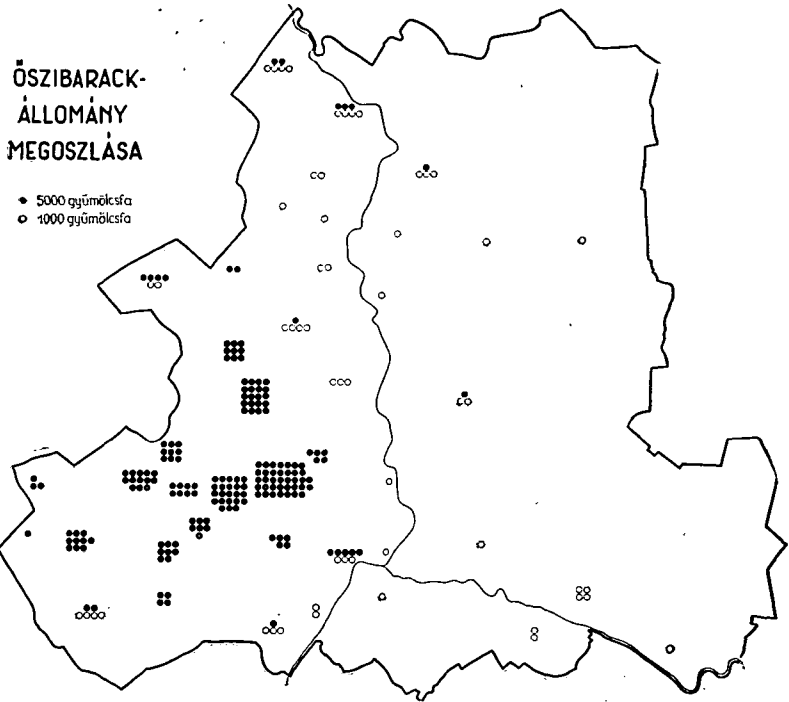 ŐSZIBARACK-
ÁLLOMÁNY
MEGOSZLÁSA
5000 gyümölcsfa
1000 gyümölcsfa